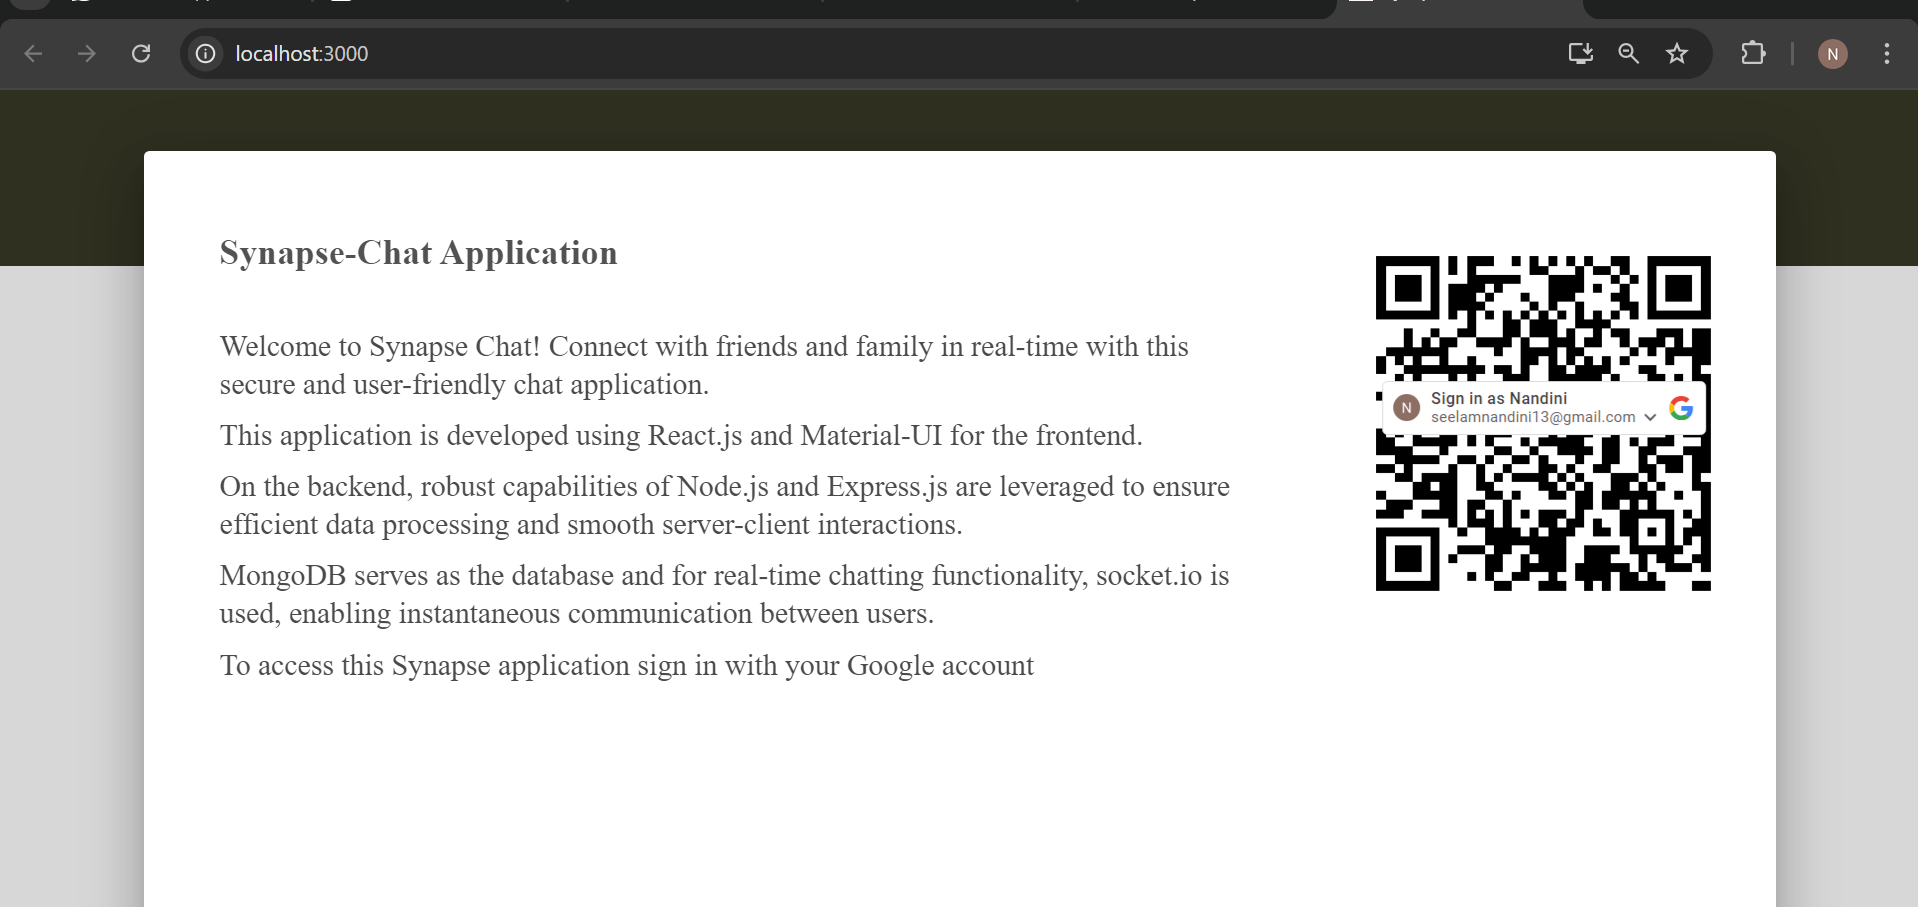 localhost:3000
N
Synapse-Chat Application
Welcome to Synapse Chat! Connect with friends and family in real-time with this
secure and user-friendly chat application.
This application is developed using React.js and Material-UI for the frontend.
On the backend, robust capabilities of Node.js and Express.js are leveraged to ensure
efficient data processing and smooth server-client interactions.
MongoDB serves as the database and for real-time chatting functionality, socket.io is
used, enabling instantaneous communication between users.
To access this Synapse application sign in with your Google account
N
Sign in as Nandini
seelamnandini13@gmail.com